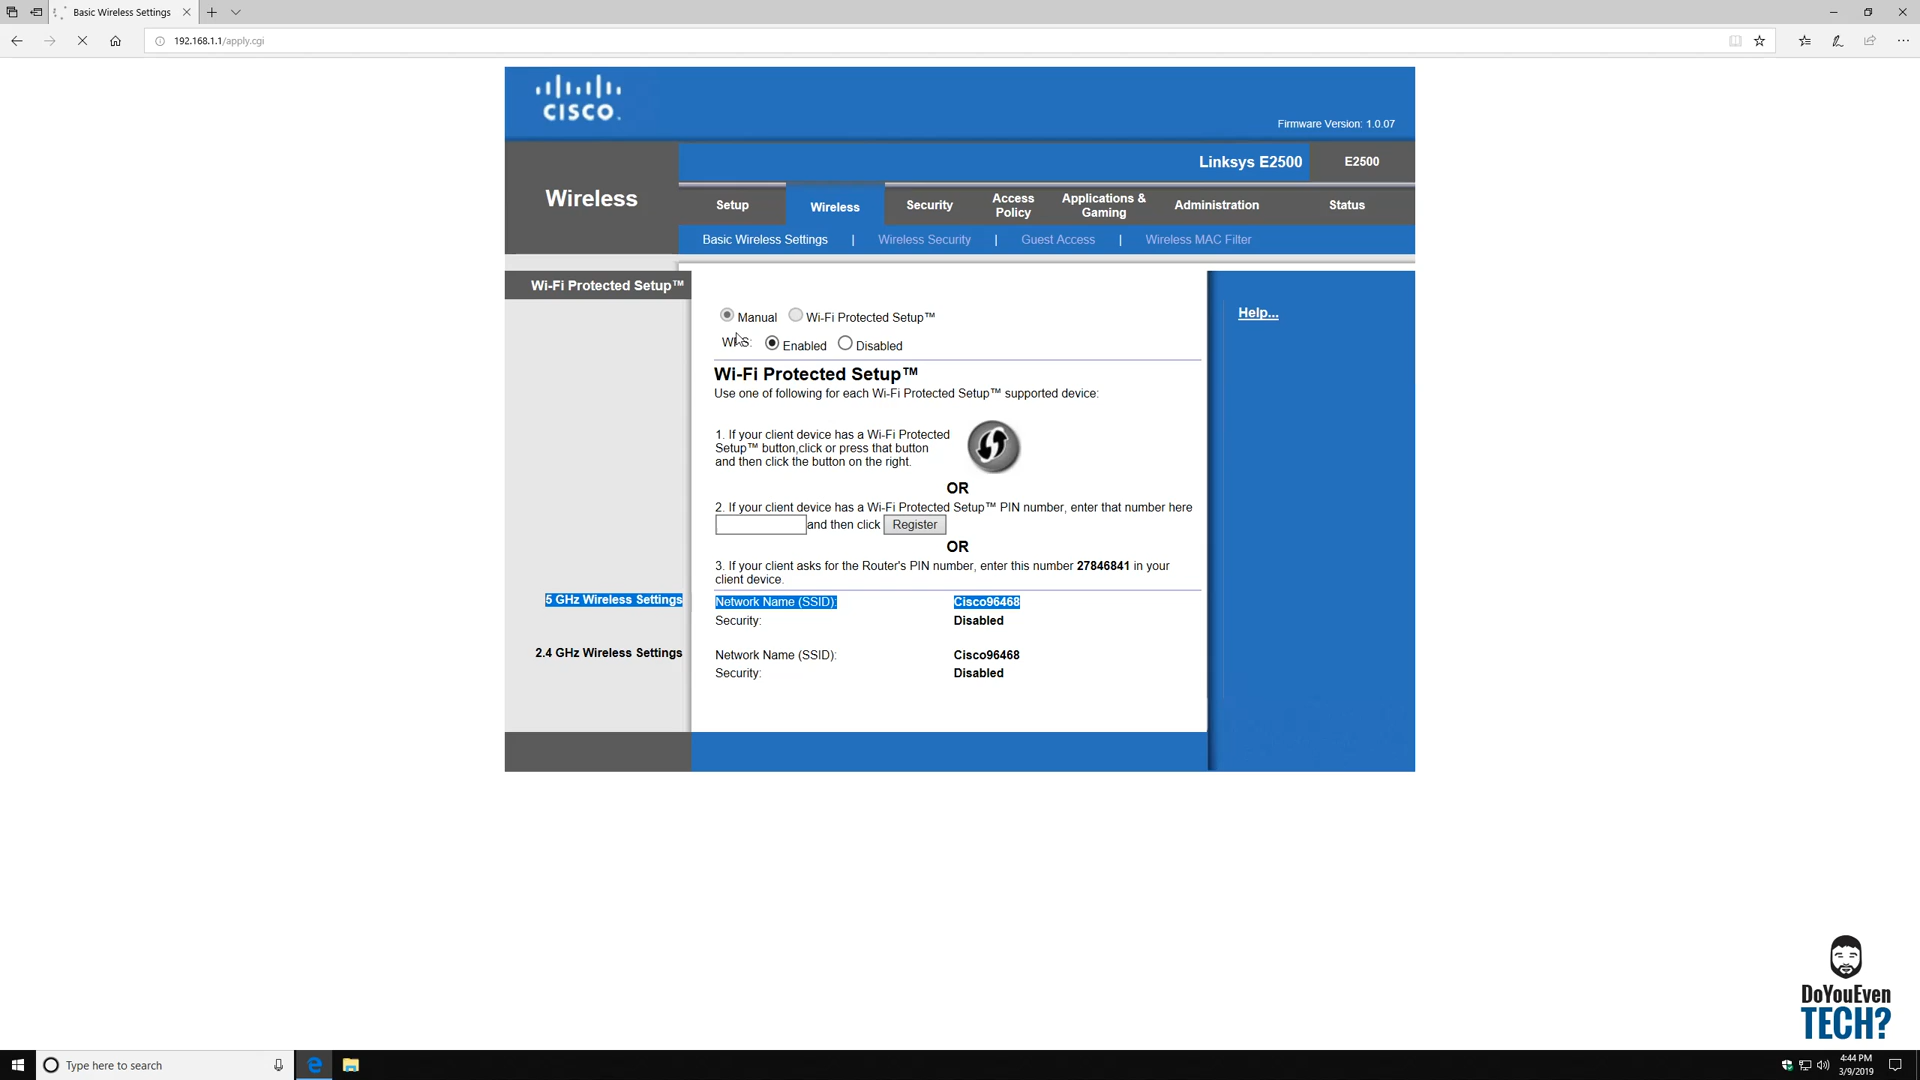 Basic Wireless Settings
192.168.1.1/apply.cgi
CISCO.
Firmware Version: 1.0.07
Linksys E2500
E2500
Wireless
Setup
Wireless
Security
Access
Policy
Applications &
Gaming
Administration
Status
Basic Wireless Settings | Wireless Security | Guest Access | Wireless MAC Filter
Wi-Fi Protected Setup™
Help...
Manual Wi-Fi Protected Setup™
Enabled Disabled
Wi-Fi Protected Setup™
Use one of following for each Wi-Fi Protected Setup™ supported device:
1. If your client device has a Wi-Fi Protected
Setup™ button,click or press that button
and then click the button on the right.
OR
2. If your client device has a Wi-Fi Protected Setup™ PIN number, enter that number here
and then click Register
OR
3. If your client asks for the Router's PIN number, enter this number 27846841 in your
client device.
5 GHz Wireless Settings
Network Name (SSID): Cisco96468
Security: Disabled
2.4 GHz Wireless Settings
Network Name (SSID): Cisco96468
Security: Disabled
DoYouEven
TECH?
Type here to search
4:44 PM
3/9/2019